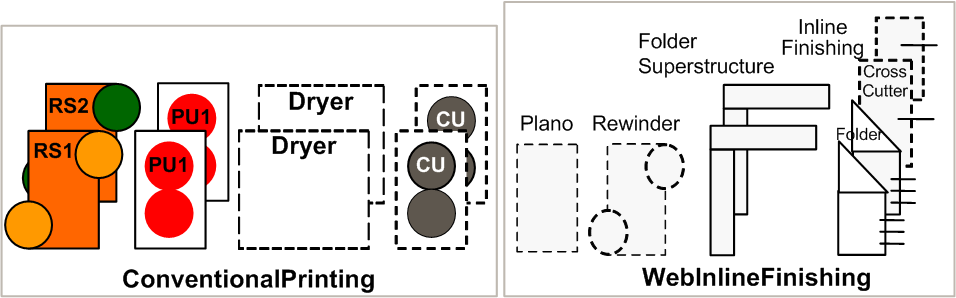 RS2
RS1
PU1
PU1
Dryer
Dryer
CU
CU
ConventionalPrinting
Plano
Rewinder
Folder
Superstructure
Inline
Finishing
Cross
Cutter
Folder
WebInlineFinishing